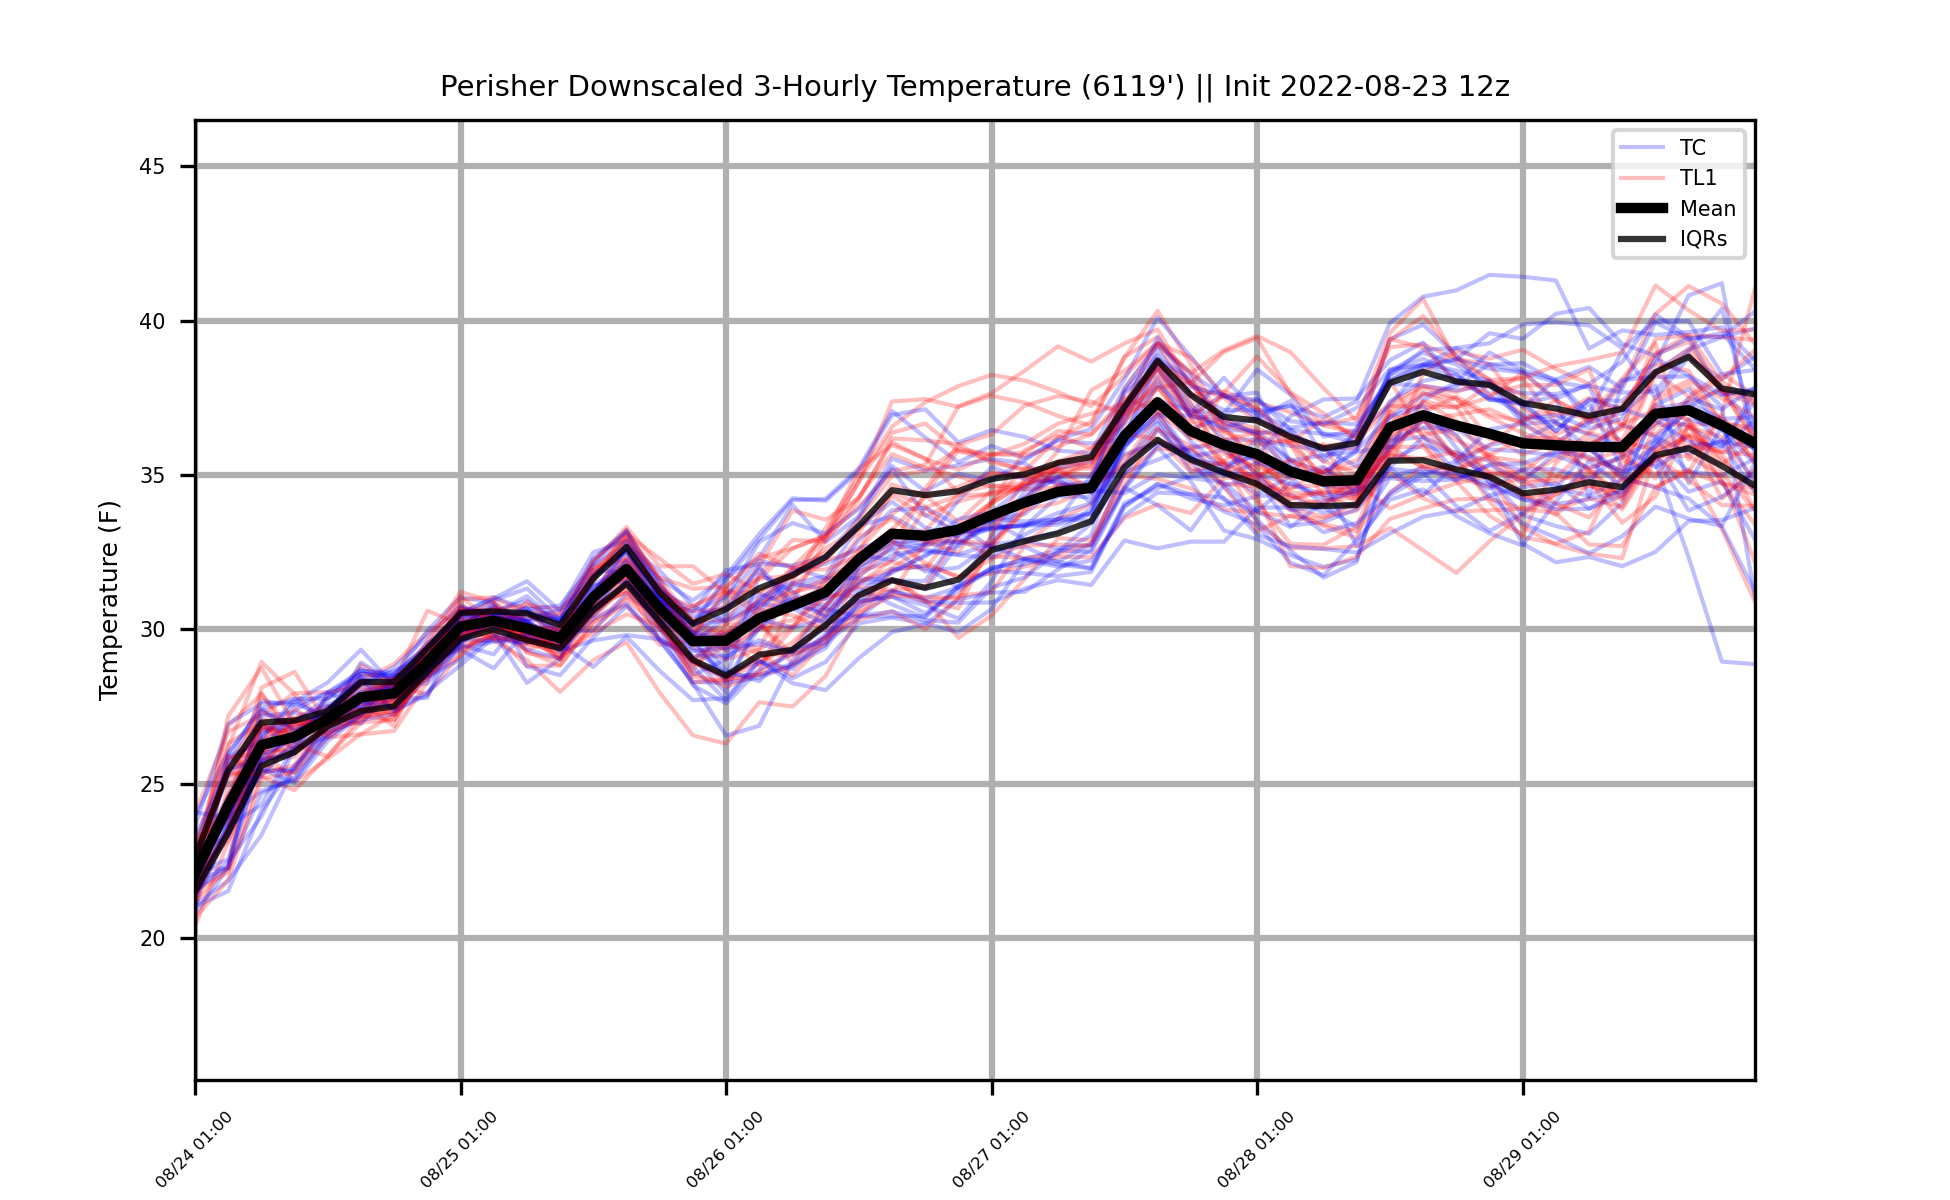 Perisher Downscaled 3-Hourly Temperature (6119') || Init 2022-08-23 12z
TC
TL1
Mean
IQRs
Temperature (F)
45
40
35
30
25
20
08/24 01:00
08/25 01:00
08/26 01:00
08/27 01:00
08/28 01:00
08/29 01:00